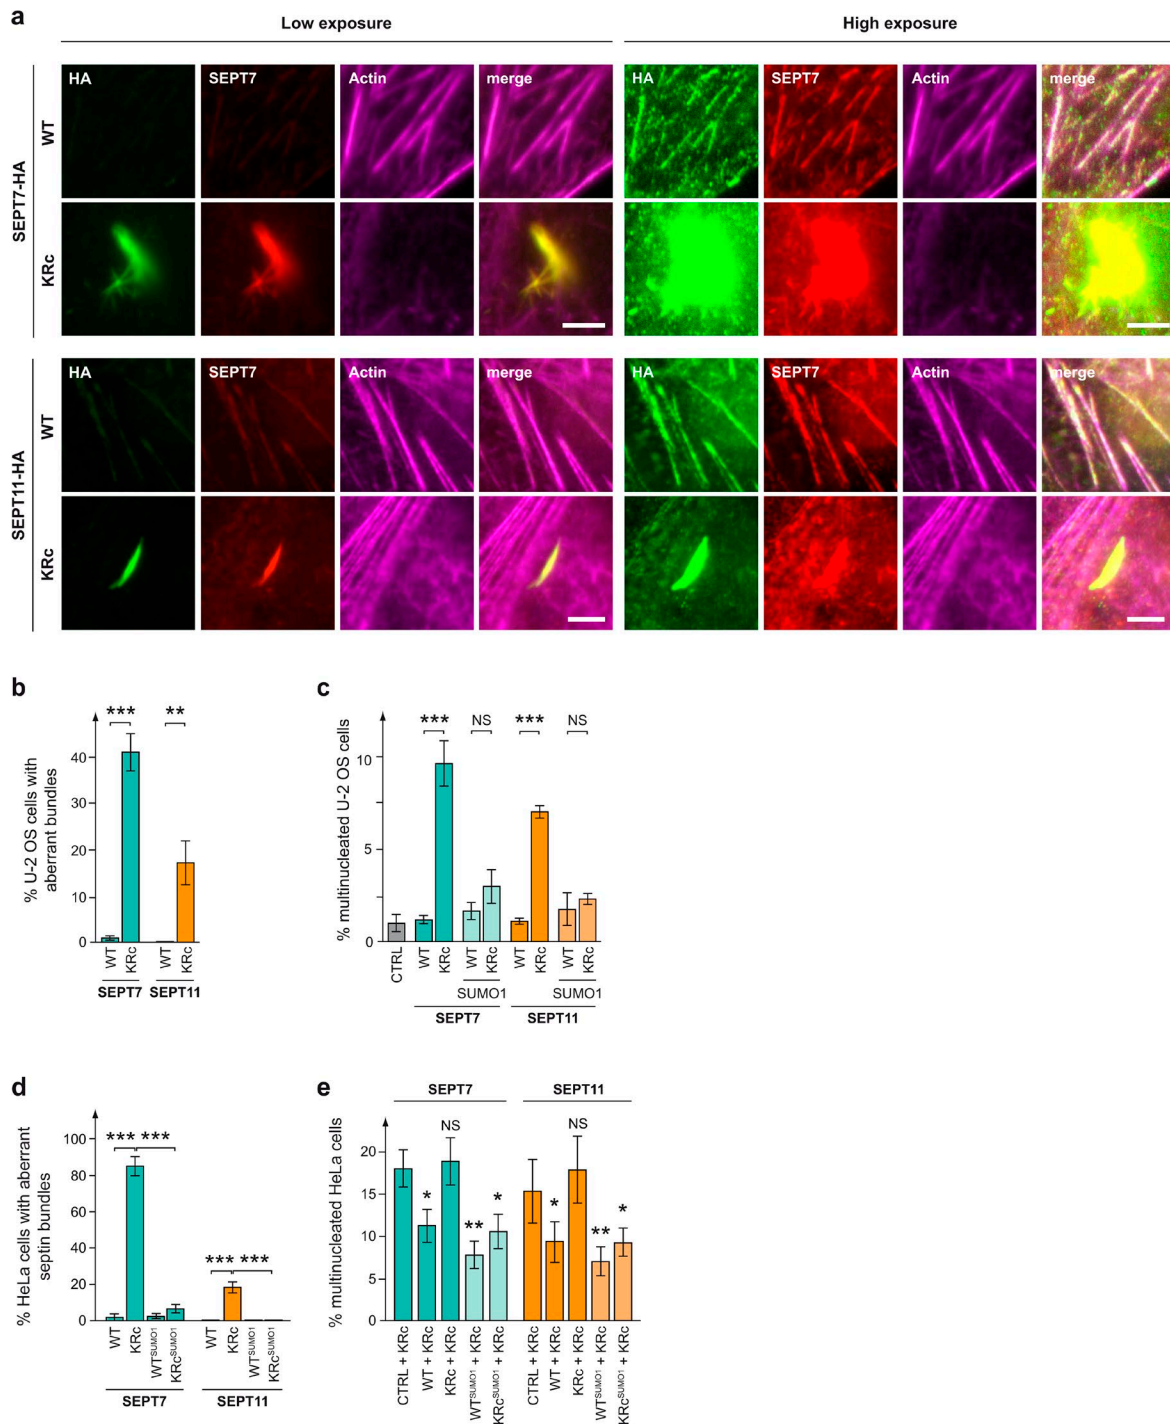 a
Low exposure
High exposure
SEPT7-HA
WT
HA
SEPT7
Actin
merge
HA
SEPT7
Actin
merge
KRc
SEPT11-HA
WT
HA
SEPT7
Actin
merge
HA
SEPT7
Actin
merge
KRc
b
% U-2 OS cells with
aberrant bundles
40
30
20
10
0
***
**
WT
KRc
WT
KRc
SEPT7
SEPT11
c
% multinucleated U-2 OS cells
10
5
0
***
NS
***
NS
CTRL
WT
KRc
WT
KRc
WT
KRc
WT
KRc
SUMO1
SUMO1
SEPT7
SEPT11
d
% HeLa cells with aberrant
septin bundles
100
80
60
40
20
0
*** ***
*** ***
WT
KRc
WTSUMO1
KRcSUMO1
WT
KRc
WTSUMO1
KRcSUMO1
SEPT7
SEPT11
e
SEPT7
SEPT11
% multinucleated HeLa cells
20
15
10
5
0
*
NS
**
*
*
NS
**
*
CTRL + KRc
WT + KRc
KRc + KRc
WTSUMO1 + KRc
KRcSUMO1 + KRc
CTRL + KRc
WT + KRc
KRc + KRc
WTSUMO1 + KRc
KRcSUMO1 + KRc